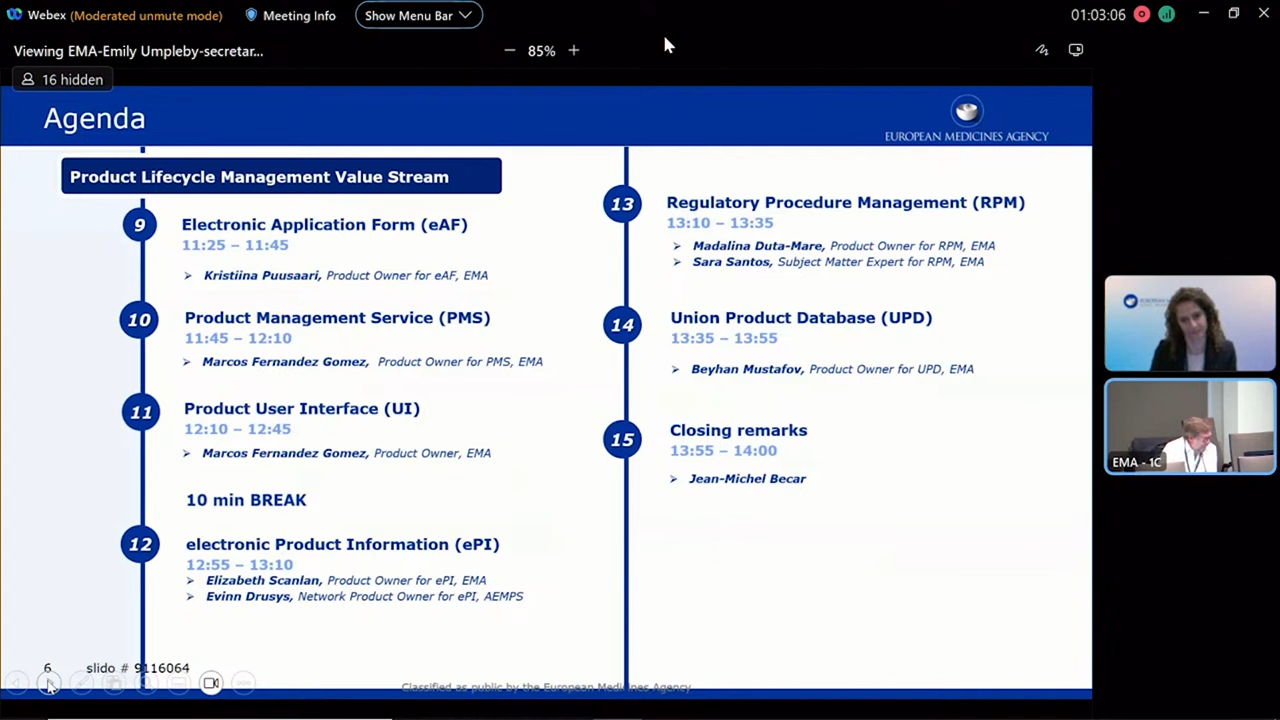 Webex (Moderated unmute mode) Meeting Info Show Menu Bar 01:03:06
Viewing EMA-Emily Umpleby-secretar... 85%
16 hidden
Agenda
EUROPEAN MEDICINES AGENCY
Product Lifecycle Management Value Stream
9 Electronic Application Form (eAF)
11:25 – 11:45
Kristiina Puusaari, Product Owner for eAF, EMA
10 Product Management Service (PMS)
11:45 – 12:10
Marcos Fernandez Gomez, Product Owner for PMS, EMA
11 Product User Interface (UI)
12:10 – 12:45
Marcos Fernandez Gomez, Product Owner, EMA
10 min BREAK
12 electronic Product Information (ePI)
12:55 – 13:10
Elizabeth Scanlan, Product Owner for ePI, EMA
Evinn Drusys, Network Product Owner for ePI, AEMPS
13 Regulatory Procedure Management (RPM)
13:10 – 13:35
Madalina Duta-Mare, Product Owner for RPM, EMA
Sara Santos, Subject Matter Expert for RPM, EMA
14 Union Product Database (UPD)
13:35 – 13:55
Beyhan Mustafov, Product Owner for UPD, EMA
15 Closing remarks
13:55 – 14:00
Jean-Michel Becar
EMA - 1C
6 slido # 9116064
Classified as public by the European Medicines Agency